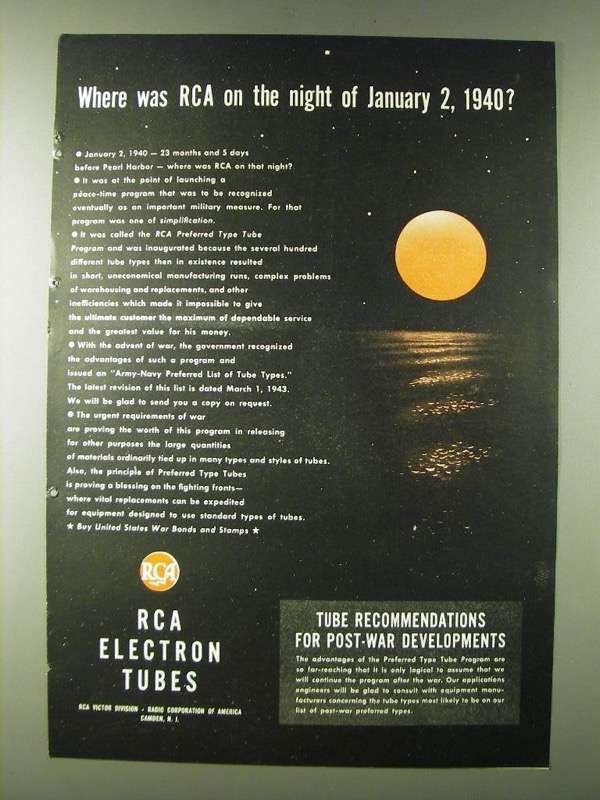 Where was RCA on the night of January 2, 1940?
● January 2, 1940 — 23 months and 5 days
before Pearl Harbor — where was RCA on that night?
● It was at the point of launching a
peace-time program that was to be recognized
eventually as an important military measure. For that
program was one of simplification.
● It was called the RCA Preferred Type Tube
Program and was inaugurated because the several hundred
different tube types then in existence resulted
in short, uneconomical manufacturing runs, complex problems
of warehousing and replacements, and other
inefficiencies which made it impossible to give
the ultimate customer the maximum of dependable service
and the greatest value for his money.
● With the advent of war, the government recognized
the advantages of such a program and
issued an "Army-Navy Preferred List of Tube Types."
The latest revision of this list is dated March 1, 1943.
We will be glad to send you a copy on request.
● The urgent requirements of war
are proving the worth of this program in releasing
for other purposes the large quantities
of materials ordinarily tied up in many types and styles of tubes.
Also, the principle of Preferred Type Tubes
is proving a blessing on the fighting fronts—
where vital replacements can be expedited
for equipment designed to use standard types of tubes.
★ Buy United States War Bonds and Stamps ★
RCA
RCA
ELECTRON
TUBES
RCA VICTOR DIVISION · RADIO CORPORATION OF AMERICA
CAMDEN, N. J.
TUBE RECOMMENDATIONS
FOR POST-WAR DEVELOPMENTS
The advantages of the Preferred Type Tube Program are
so far-reaching that it is only logical to assume that we
will continue the program after the war. Our applications
engineers will be glad to consult with equipment manu-
facturers concerning the tube types most likely to be on our
list of post-war preferred types.